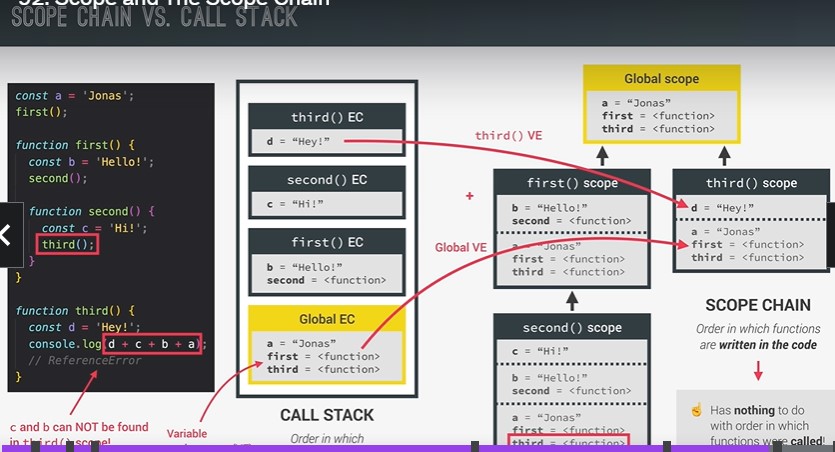 92. Scope and The Scope Chain
SCOPE CHAIN VS. CALL STACK
const a = 'Jonas';
first();
function first() {
const b = 'Hello!';
second();
function second() {
const c = 'Hi!';
third();
}
}
function third() {
const d = 'Hey!';
console.log(d + c + b + a);
// ReferenceError
}
c and b can NOT be found
in third() scope!
third() EC
d = “Hey!”
second() EC
c = “Hi!”
first() EC
b = “Hello!”
second = <function>
Global EC
a = “Jonas”
first = <function>
third = <function>
CALL STACK
Order in which
Variable
third() VE
+
Global VE
Global scope
a = “Jonas”
first = <function>
third = <function>
first() scope
b = “Hello!”
second = <function>
a = “Jonas”
first = <function>
third = <function>
second() scope
c = “Hi!”
b = “Hello!”
second = <function>
a = “Jonas”
first = <function>
third = <function>
third() scope
d = “Hey!”
a = “Jonas”
first = <function>
third = <function>
SCOPE CHAIN
Order in which functions
are written in the code
☝ Has nothing to do
with order in which
functions were called!